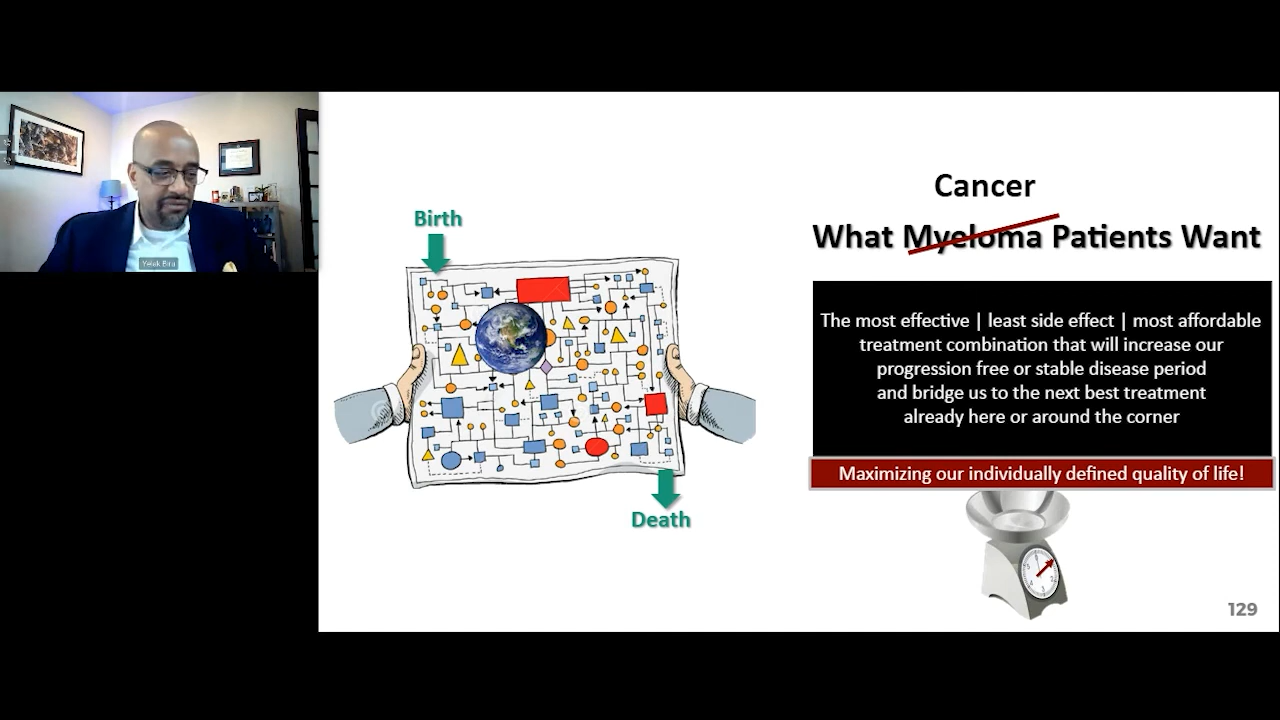 Yelak Biru
Birth
Death
Cancer
What Myeloma Patients Want
The most effective | least side effect | most affordable
treatment combination that will increase our
progression free or stable disease period
and bridge us to the next best treatment
already here or around the corner
Maximizing our individually defined quality of life!
129